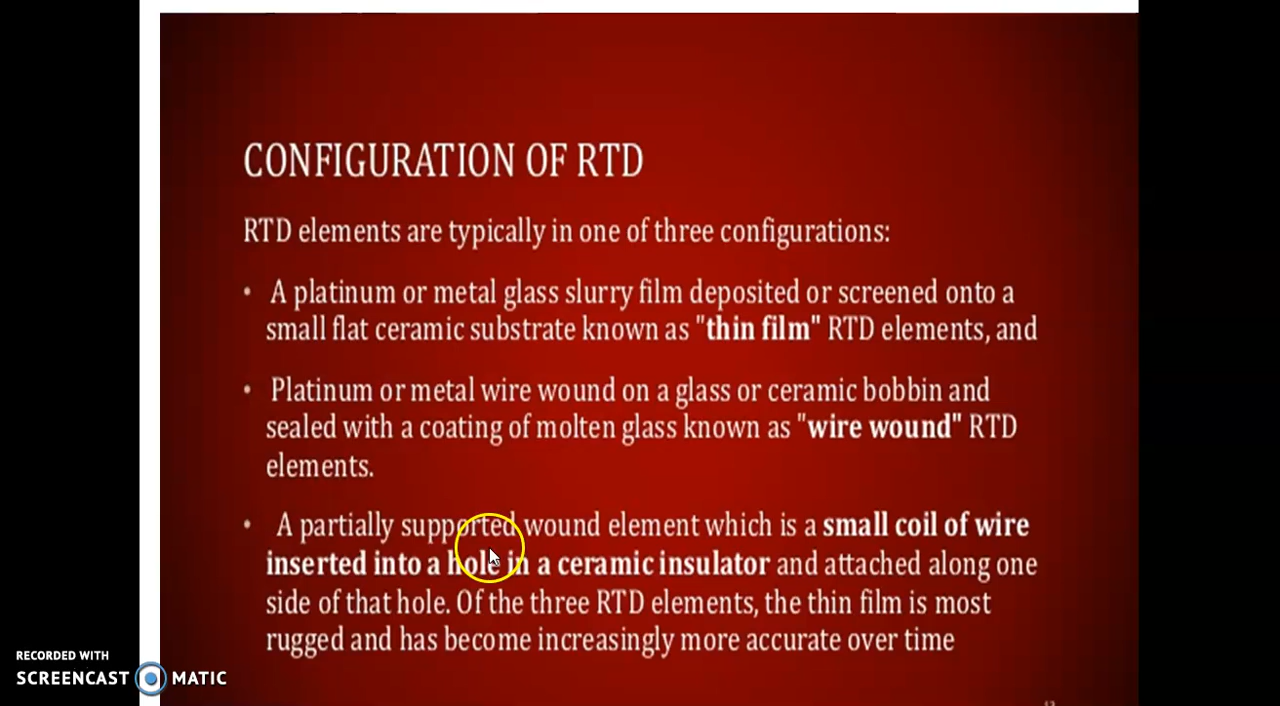 CONFIGURATION OF RTD
RTD elements are typically in one of three configurations:
• A platinum or metal glass slurry film deposited or screened onto a
small flat ceramic substrate known as "thin film" RTD elements, and
• Platinum or metal wire wound on a glass or ceramic bobbin and
sealed with a coating of molten glass known as "wire wound" RTD
elements.
• A partially supported wound element which is a small coil of wire
inserted into a hole in a ceramic insulator and attached along one
side of that hole. Of the three RTD elements, the thin film is most
rugged and has become increasingly more accurate over time
RECORDED WITH
SCREENCAST MATIC